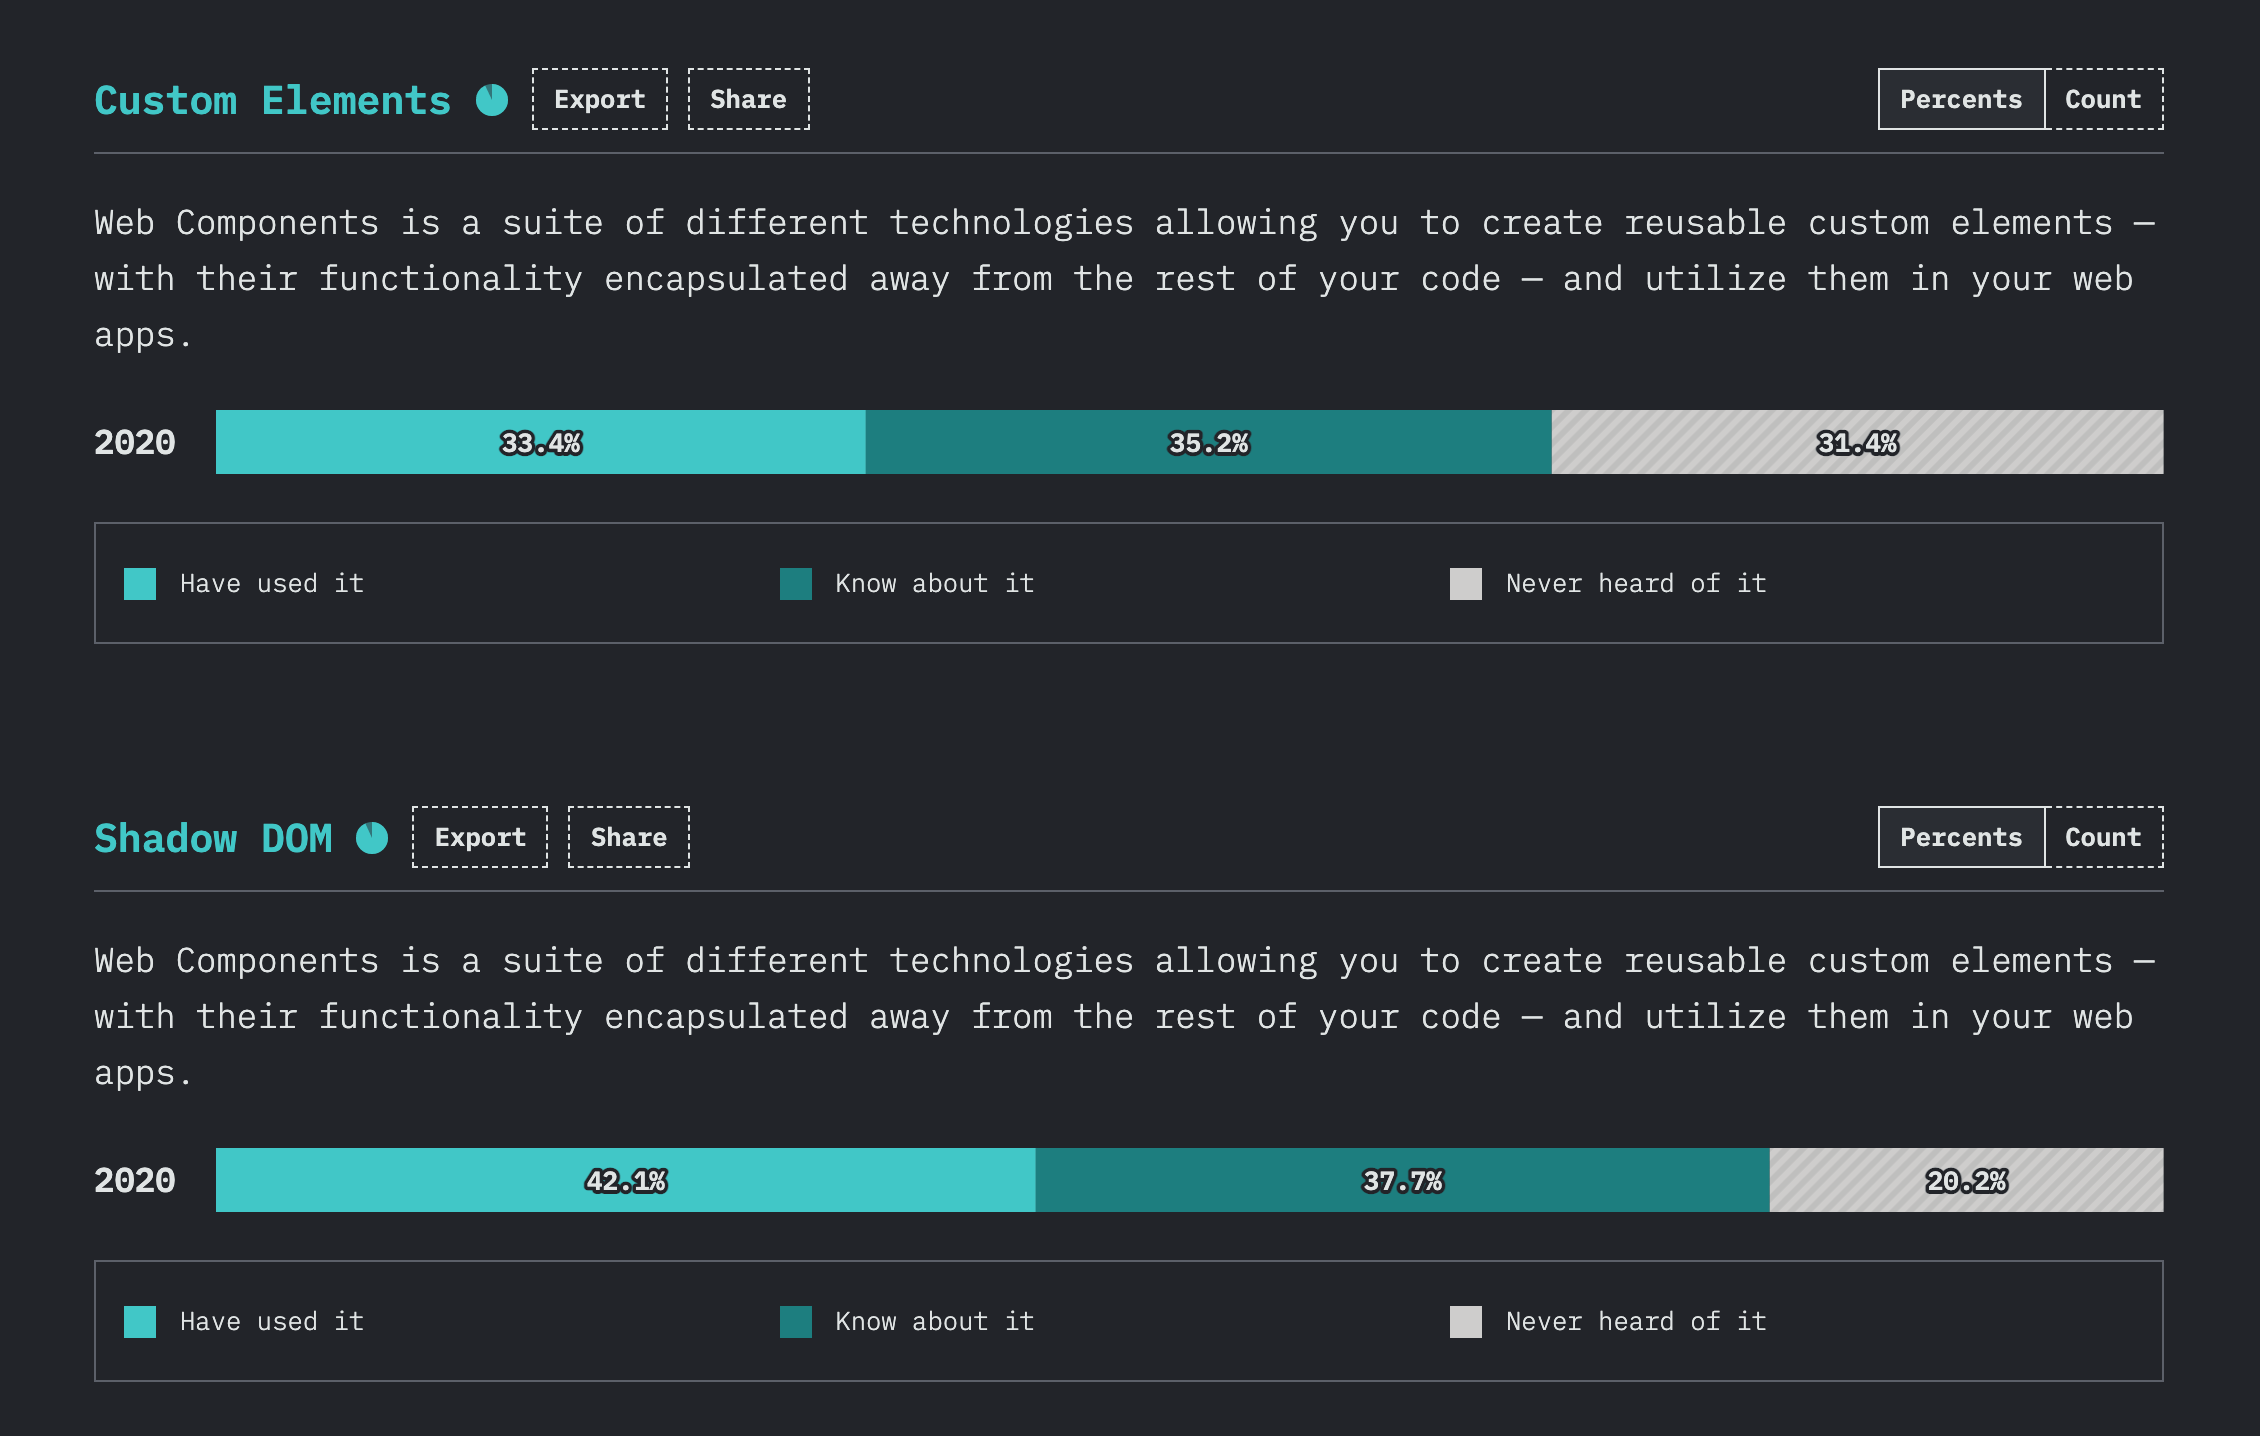 Custom Elements Export Share Percents Count
Web Components is a suite of different technologies allowing you to create reusable custom elements —
with their functionality encapsulated away from the rest of your code — and utilize them in your web
apps.
2020 33.4% 35.2% 31.4%
Have used it Know about it Never heard of it
Shadow DOM Export Share Percents Count
Web Components is a suite of different technologies allowing you to create reusable custom elements —
with their functionality encapsulated away from the rest of your code — and utilize them in your web
apps.
2020 42.1% 37.7% 20.2%
Have used it Know about it Never heard of it